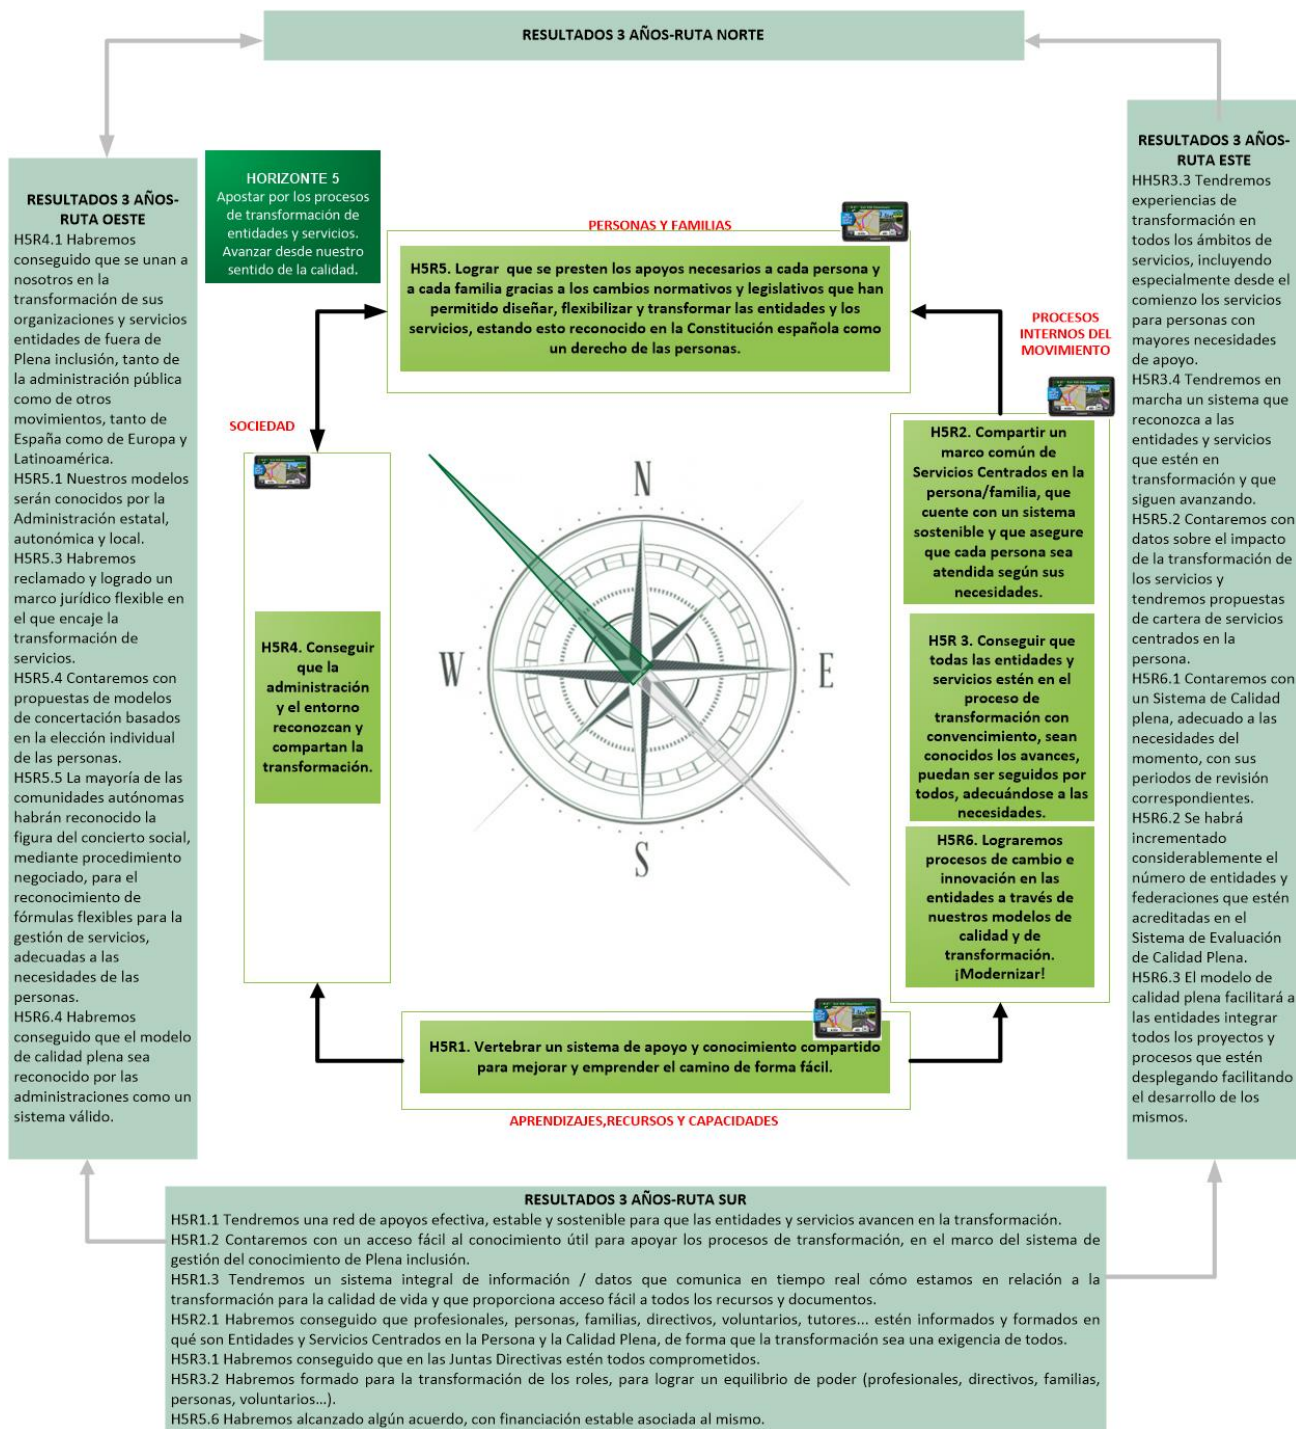 RESULTADOS 3 AÑOS-RUTA NORTE
RESULTADOS 3 AÑOS-
RUTA OESTE
H5R4.1 Habremos
conseguido que se unan a
nosotros en la
transformación de sus
organizaciones y servicios
entidades de fuera de
Plena inclusión, tanto de
la administración pública
como de otros
movimientos, tanto de
España como de Europa y
Latinoamérica.
H5R5.1 Nuestros modelos
serán conocidos por la
Administración estatal,
autonómica y local.
H5R5.3 Habremos
reclamado y logrado un
marco jurídico flexible en
el que encaje la
transformación de
servicios.
H5R5.4 Contaremos con
propuestas de modelos
de concertación basados
en la elección individual
de las personas.
H5R5.5 La mayoría de las
comunidades autónomas
habrán reconocido la
figura del concierto social,
mediante procedimiento
negociado, para el
reconocimiento de
fórmulas flexibles para la
gestión de servicios,
adecuadas a las
necesidades de las
personas.
H5R6.4 Habremos
conseguido que el modelo
de calidad plena sea
reconocido por las
administraciones como un
sistema válido.
HORIZONTE 5
Apostar por los procesos
de transformación de
entidades y servicios.
Avanzar desde nuestro
sentido de la calidad.
PERSONAS Y FAMILIAS
H5R5. Lograr que se presten los apoyos necesarios a cada persona y
a cada familia gracias a los cambios normativos y legislativos que han
permitido diseñar, flexibilizar y transformar las entidades y los
servicios, estando esto reconocido en la Constitución española como
un derecho de las personas.
SOCIEDAD
H5R4. Conseguir
que la
administración
y el entorno
reconozcan y
compartan la
transformación.
N
W
E
S
PROCESOS
INTERNOS DEL
MOVIMIENTO
H5R2. Compartir un
marco común de
Servicios Centrados en la
persona/familia, que
cuente con un sistema
sostenible y que asegure
que cada persona sea
atendida según sus
necesidades.
H5R 3. Conseguir que
todas las entidades y
servicios estén en el
proceso de
transformación con
convencimiento, sean
conocidos los avances,
puedan ser seguidos por
todos, adecuándose a las
necesidades.
H5R6. Lograremos
procesos de cambio e
innovación en las
entidades a través de
nuestros modelos de
calidad y de
transformación.
¡Modernizar!
H5R1. Vertebrar un sistema de apoyo y conocimiento compartido
para mejorar y emprender el camino de forma fácil.
APRENDIZAJES,RECURSOS Y CAPACIDADES
RESULTADOS 3 AÑOS-
RUTA ESTE
HH5R3.3 Tendremos
experiencias de
transformación en
todos los ámbitos de
servicios, incluyendo
especialmente desde el
comienzo los servicios
para personas con
mayores necesidades
de apoyo.
H5R3.4 Tendremos en
marcha un sistema que
reconozca a las
entidades y servicios
que estén en
transformación y que
siguen avanzando.
H5R5.2 Contaremos con
datos sobre el impacto
de la transformación de
los servicios y
tendremos propuestas
de cartera de servicios
centrados en la
persona.
H5R6.1 Contaremos con
un Sistema de Calidad
plena, adecuado a las
necesidades del
momento, con sus
periodos de revisión
correspondientes.
H5R6.2 Se habrá
incrementado
considerablemente el
número de entidades y
federaciones que estén
acreditadas en el
Sistema de Evaluación
de Calidad Plena.
H5R6.3 El modelo de
calidad plena facilitará a
las entidades integrar
todos los proyectos y
procesos que estén
desplegando facilitando
el desarrollo de los
mismos.
RESULTADOS 3 AÑOS-RUTA SUR
H5R1.1 Tendremos una red de apoyos efectiva, estable y sostenible para que las entidades y servicios avancen en la transformación.
H5R1.2 Contaremos con un acceso fácil al conocimiento útil para apoyar los procesos de transformación, en el marco del sistema de
gestión del conocimiento de Plena inclusión.
H5R1.3 Tendremos un sistema integral de información / datos que comunica en tiempo real cómo estamos en relación a la
transformación para la calidad de vida y que proporciona acceso fácil a todos los recursos y documentos.
H5R2.1 Habremos conseguido que profesionales, personas, familias, directivos, voluntarios, tutores... estén informados y formados en
qué son Entidades y Servicios Centrados en la Persona y la Calidad Plena, de forma que la transformación sea una exigencia de todos.
H5R3.1 Habremos conseguido que en las Juntas Directivas estén todos comprometidos.
H5R3.2 Habremos formado para la transformación de los roles, para lograr un equilibrio de poder (profesionales, directivos, familias,
personas, voluntarios...).
H5R5.6 Habremos alcanzado algún acuerdo, con financiación estable asociada al mismo.